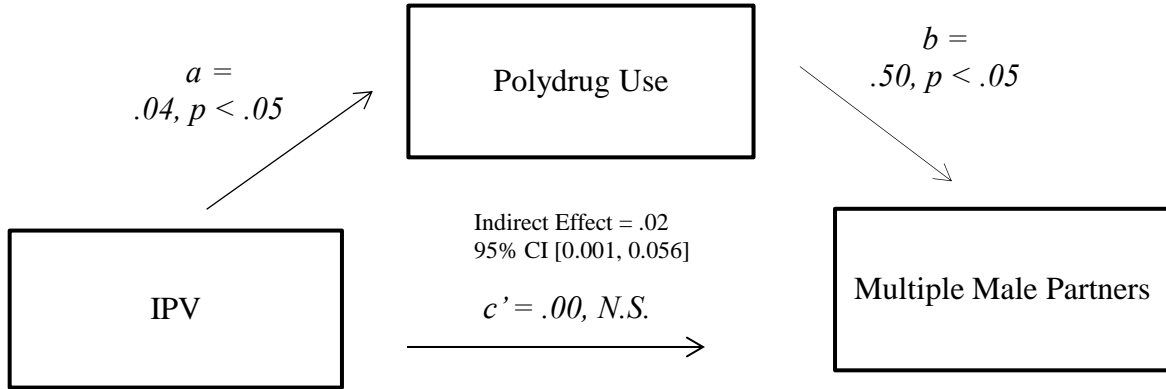 a =
.04, p < .05
Polydrug Use
b =
.50, p < .05
Indirect Effect = .02
95% CI [0.001, 0.056]
IPV
c’ = .00, N.S.
Multiple Male Partners